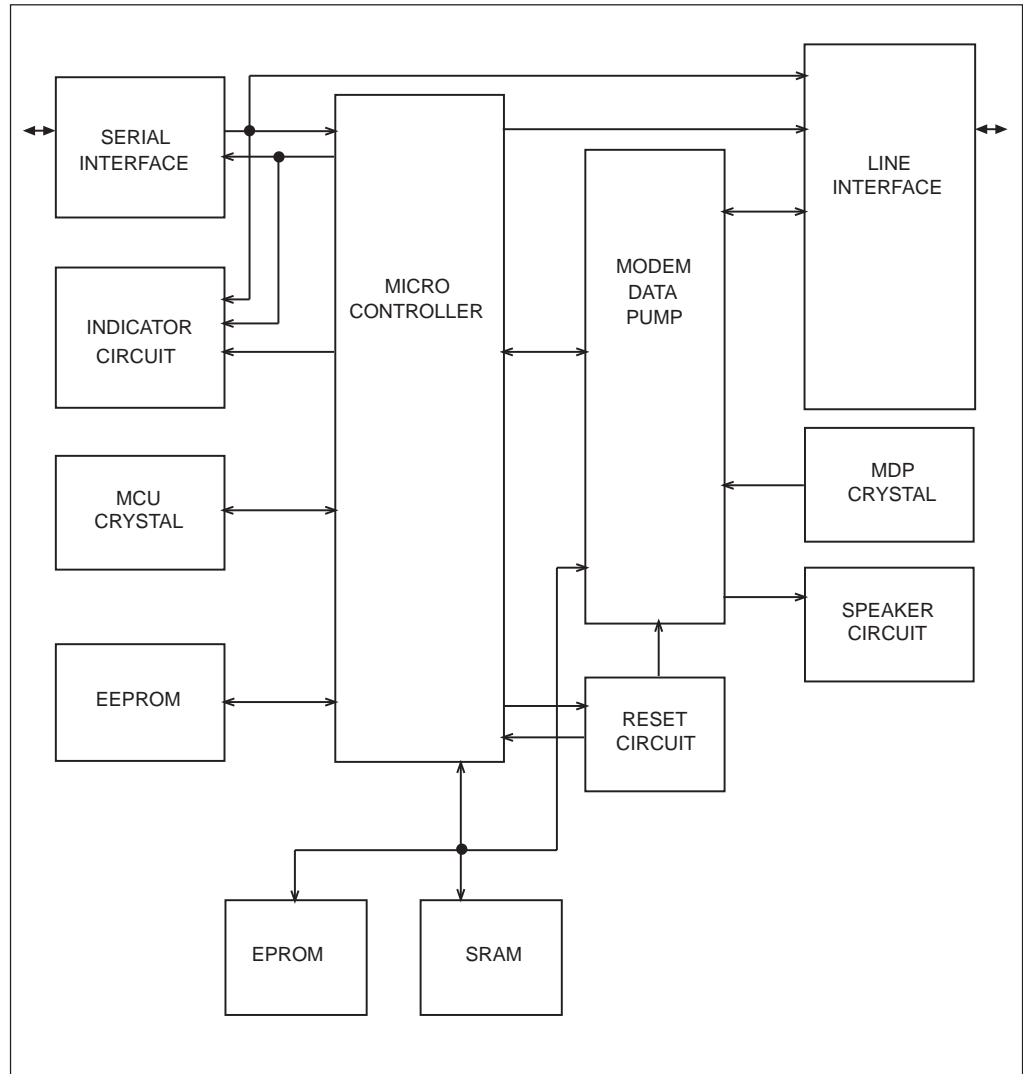 SERIAL
INTERFACE
LINE
INTERFACE
MODEM
DATA
PUMP
MICRO
CONTROLLER
INDICATOR
CIRCUIT
MCU
CRYSTAL
MDP
CRYSTAL
SPEAKER
CIRCUIT
EEPROM
RESET
CIRCUIT
EPROM
SRAM